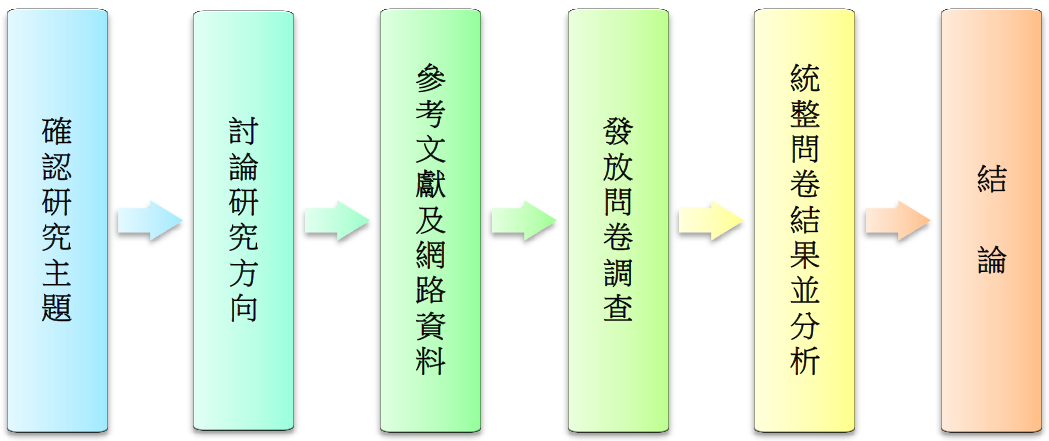 確認研究主題
討論研究方向
參考文獻及網路資料
發放問卷調查
統整問卷結果並分析
結論